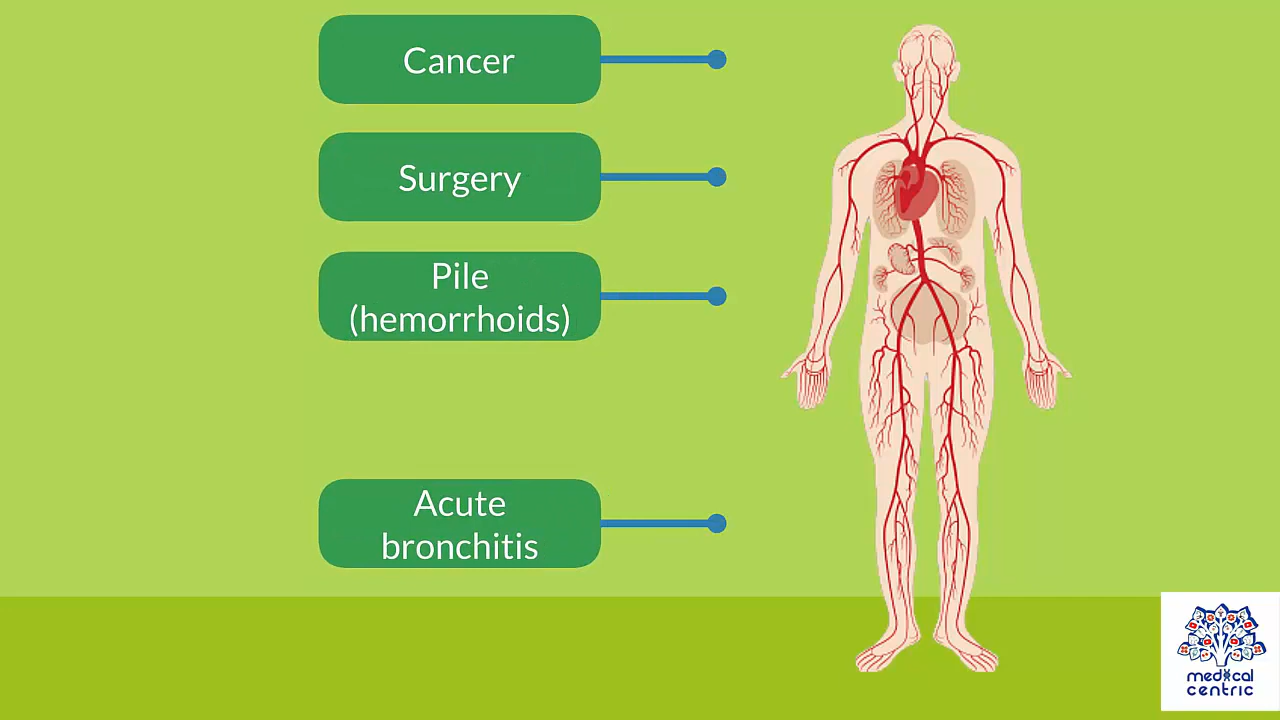 Cancer
Surgery
Pile
(hemorrhoids)
Acute
bronchitis
medical
centric